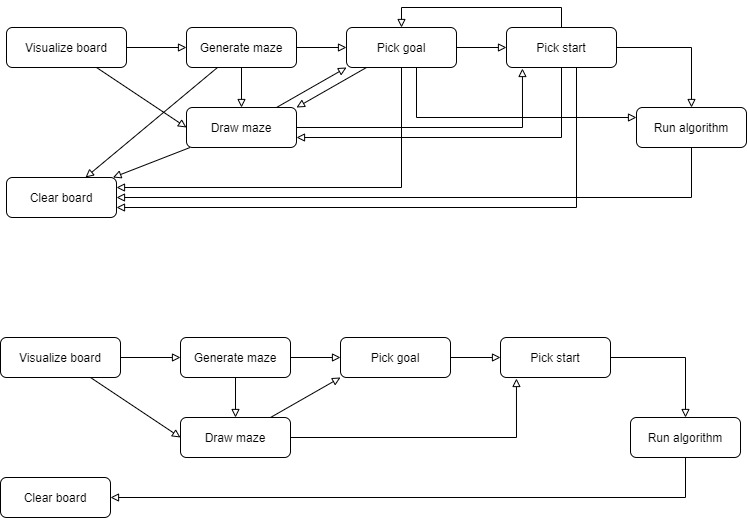 Visualize board
Generate maze
Pick goal
Pick start
Draw maze
Run algorithm
Clear board
Visualize board
Generate maze
Pick goal
Pick start
Draw maze
Run algorithm
Clear board